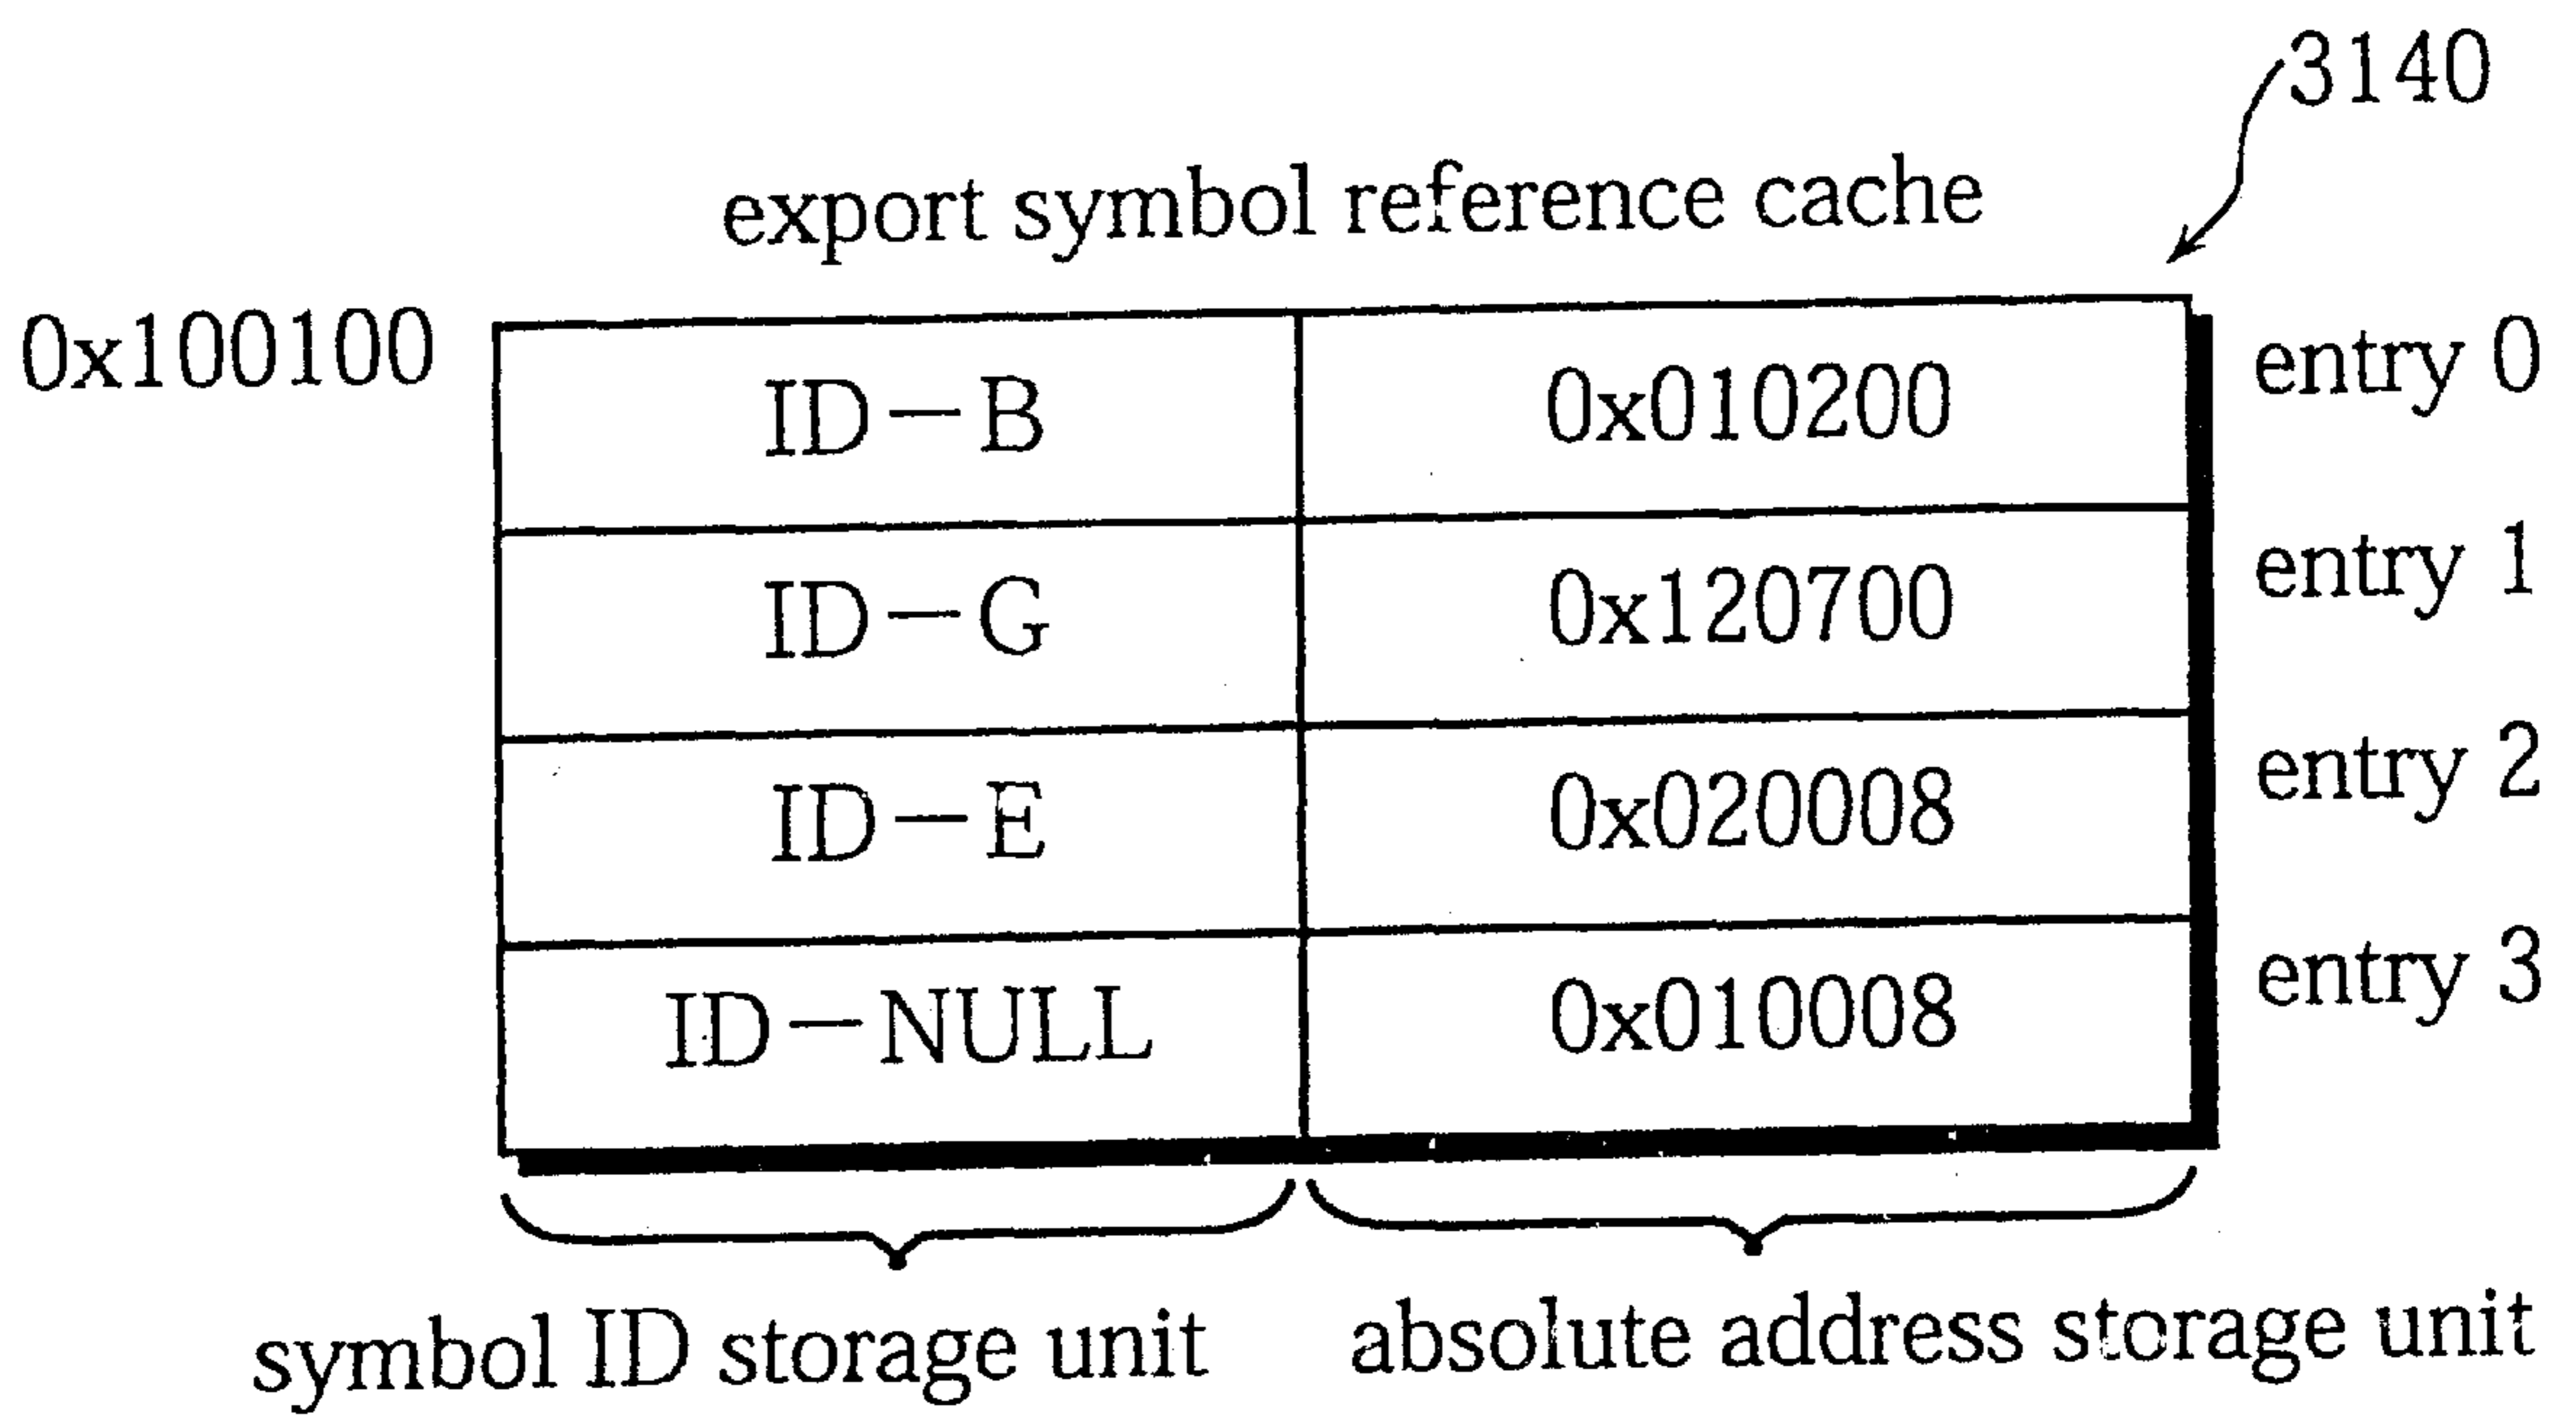 3140
export symbol reference cache
0x100100
ID－B 0x010200 entry 0
ID－G 0x120700 entry 1
ID－E 0x020008 entry 2
ID－NULL 0x010008 entry 3
symbol ID storage unit absolute address storage unit